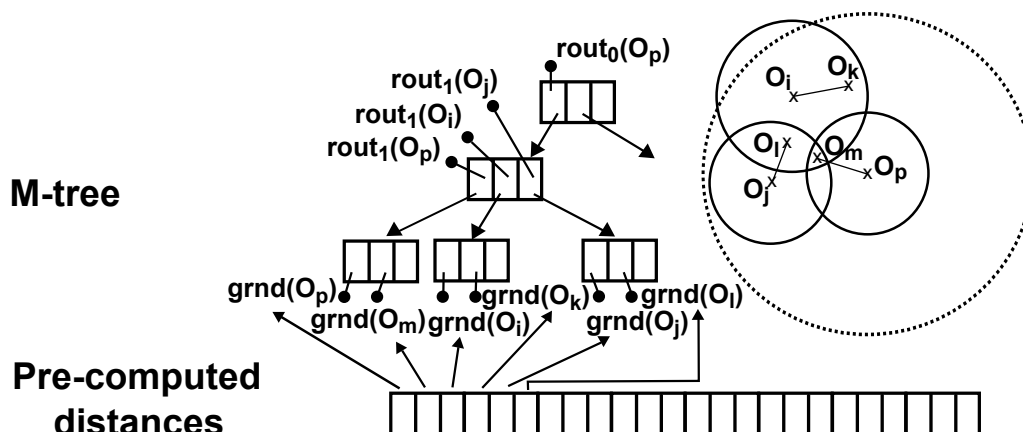 rout0(Op)
rout1(Oj)
rout1(Oi)
rout1(Op)
Oi
Ok
Ol
Om
Oj
Op
M-tree
grnd(Op)
grnd(Ok)
grnd(Ol)
grnd(Om)
grnd(Oi)
grnd(Oj)
Pre-computed
distances